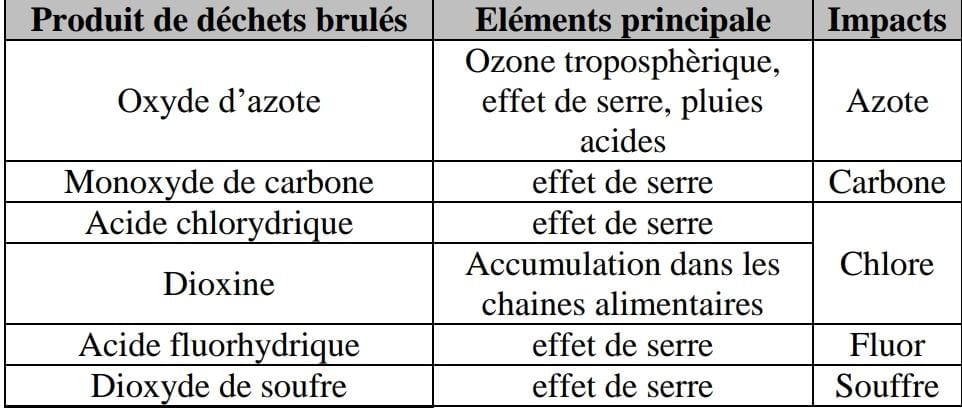 Produit de déchets brulés Eléments principale Impacts
Oxyde d'azote
Ozone troposphèrique,
effet de serre, pluies
acides
Azote
Monoxyde de carbone effet de serre Carbone
Acide chlorydrique effet de serre
Dioxine
Accumulation dans les
chaines alimentaires
Chlore
Acide fluorhydrique effet de serre Fluor
Dioxyde de soufre effet de serre Souffre